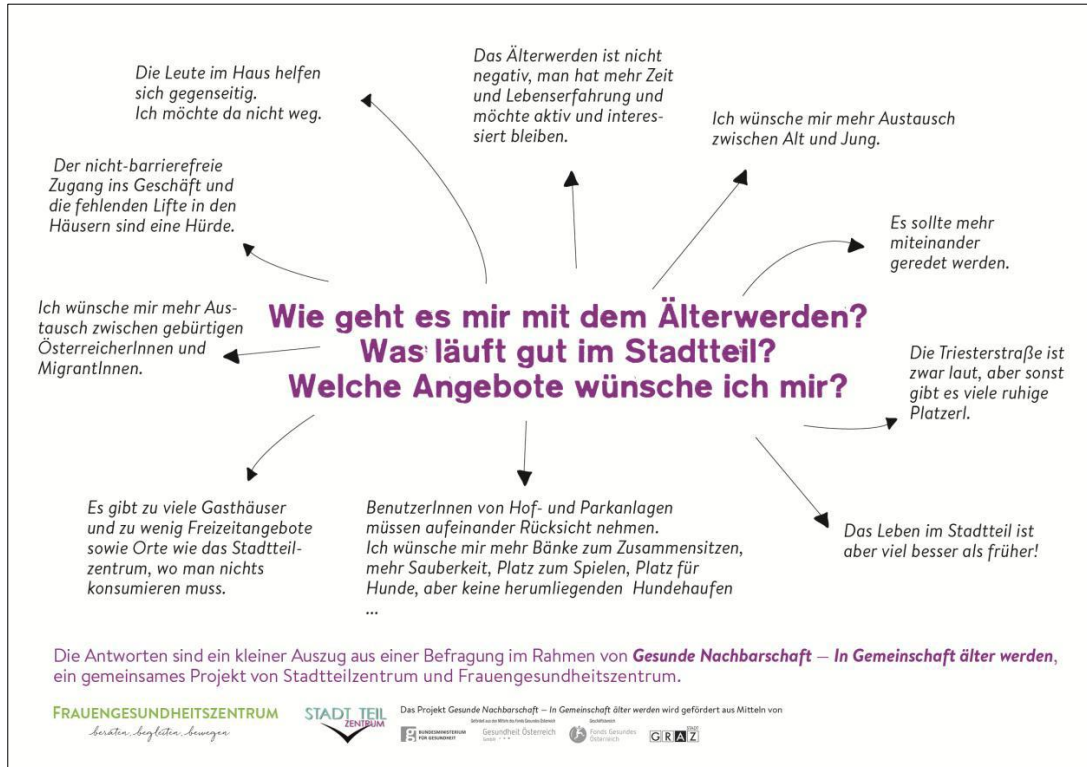 Die Leute im Haus helfen
sich gegenseitig.
Ich möchte da nicht weg.
Das Älterwerden ist nicht
negativ, man hat mehr Zeit
und Lebenserfahrung und
möchte aktiv und interes-
siert bleiben.
Ich wünsche mir mehr Austausch
zwischen Alt und Jung.
Der nicht-barrierefreie
Zugang ins Geschäft und
die fehlenden Lifte in den
Häusern sind eine Hürde.
Es sollte mehr
miteinander
geredet werden.
Ich wünsche mir mehr Aus-
tausch zwischen gebürtigen
ÖsterreicherInnen und
MigrantInnen.
Wie geht es mir mit dem Älterwerden?
Was läuft gut im Stadtteil?
Welche Angebote wünsche ich mir?
Die Triesterstraße ist
zwar laut, aber sonst
gibt es viele ruhige
Platzerl.
Es gibt zu viele Gasthäuser
und zu wenig Freizeitangebote
sowie Orte wie das Stadtteil-
zentrum, wo man nichts
konsumieren muss.
BenutzerInnen von Hof- und Parkanlagen
müssen aufeinander Rücksicht nehmen.
Ich wünsche mir mehr Bänke zum Zusammensitzen,
mehr Sauberkeit, Platz zum Spielen, Platz für
Hunde, aber keine herumliegenden Hundehaufen
...
Das Leben im Stadtteil ist
aber viel besser als früher!
Die Antworten sind ein kleiner Auszug aus einer Befragung im Rahmen von Gesunde Nachbarschaft – In Gemeinschaft älter werden,
ein gemeinsames Projekt von Stadtteilzentrum und Frauengesundheitszentrum.
FRAUENGESUNDHEITSZENTRUM
beraten, begleiten, bewegen
STADT TEIL
ZENTRUM
Das Projekt Gesunde Nachbarschaft – In Gemeinschaft älter werden wird gefördert aus Mitteln von
BUNDESMINISTERIUM
FÜR GESUNDHEIT
Gefördert aus den Mitteln des Fonds Gesundes Österreich
Gesundheit Österreich
GmbH
Geschäftsbereich
Fonds Gesundes
Österreich
STADT
GRAZ